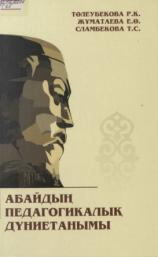 ТӨЛЕУБЕКОВА Р.К.
ЖҰМАТАЕВА Е.Ө.
СЛАМБЕКОВА Т.С.
АБАЙДЫҢ
ПЕДАГОГИКАЛЫҚ
ДҮНИЕТАНЫМЫ